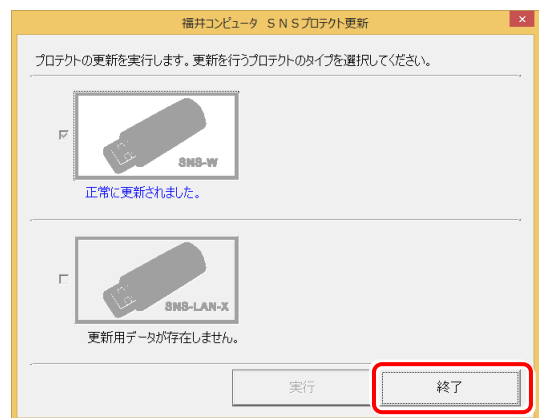 福井コンピュータ SNSプロテクト更新
プロテクトの更新を実行します。更新を行うプロテクトのタイプを選択してください。
SNS-W
正常に更新されました。
SNS-LAN-X
更新用データが存在しません。
実行
終了